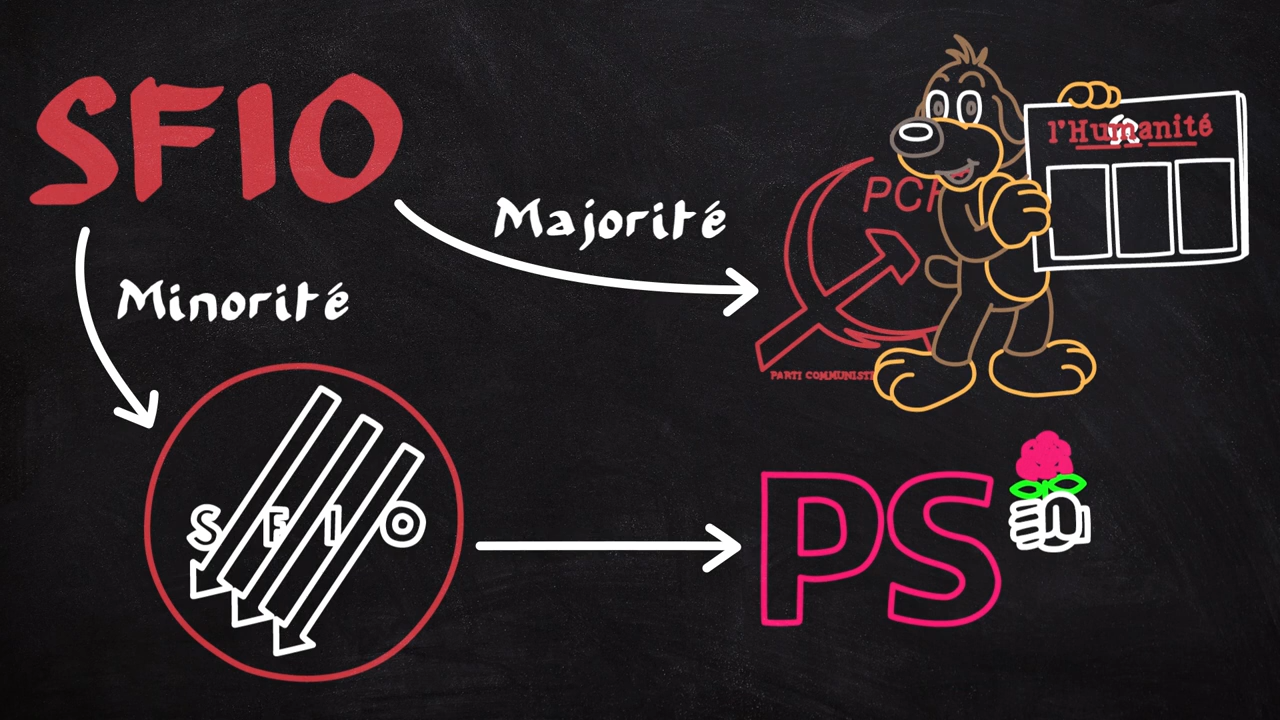 SFIO
Majorité
Minorité
PCF
l'Humanité
PARTI COMMUNISTE
S F I O
PS